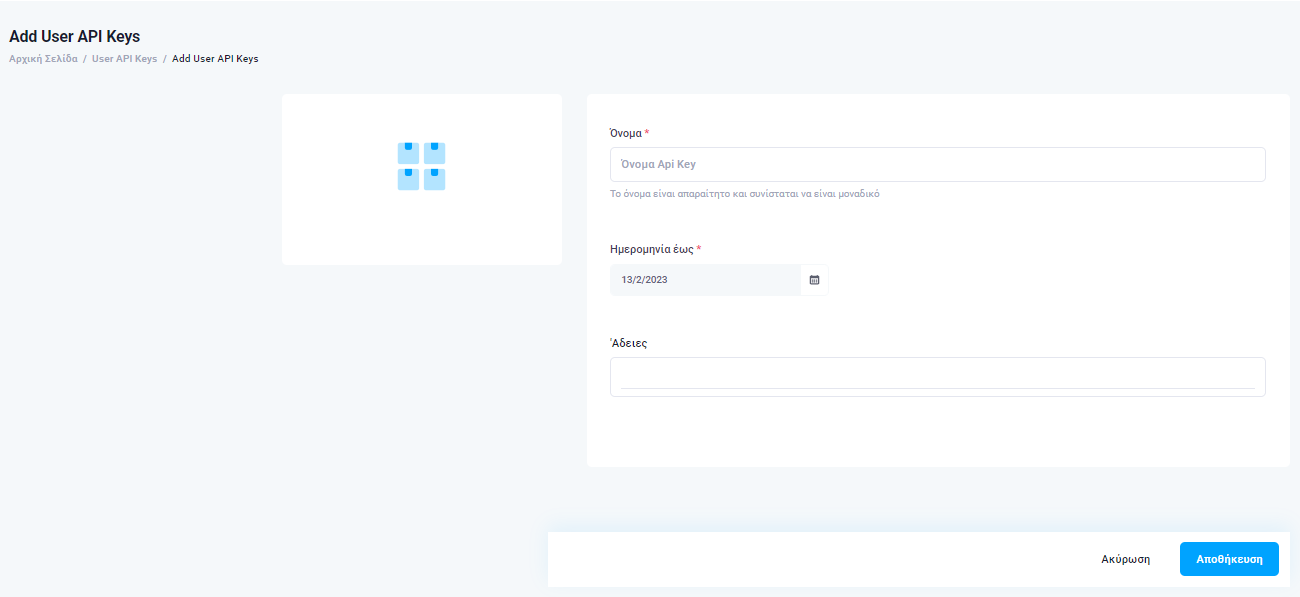 Add User API Keys
Αρχική Σελίδα / User API Keys / Add User API Keys
Όνομα *
Όνομα Api Key
Το όνομα είναι απαραίτητο και συνίσταται να είναι μοναδικό
Ημερομηνία έως *
13/2/2023
Άδειες
Ακύρωση
Αποθήκευση